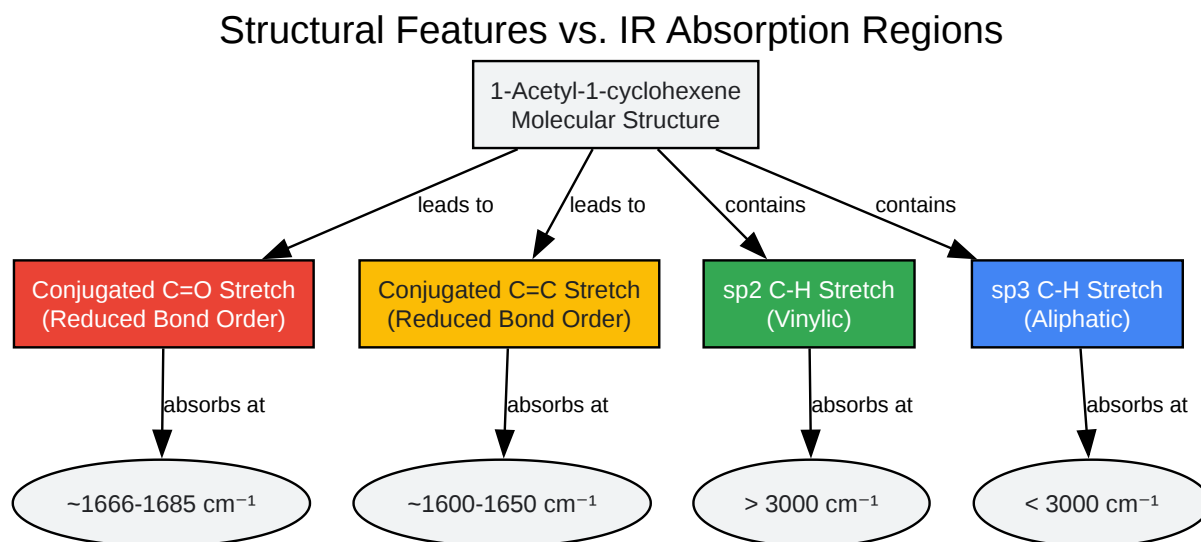 Structural Features vs. IR Absorption Regions
1-Acetyl-1-cyclohexene
Molecular Structure
leads to
leads to
contains
contains
Conjugated C=O Stretch
(Reduced Bond Order)
Conjugated C=C Stretch
(Reduced Bond Order)
sp2 C-H Stretch
(Vinylic)
sp3 C-H Stretch
(Aliphatic)
absorbs at
absorbs at
absorbs at
absorbs at
~1666-1685 cm⁻¹
~1600-1650 cm⁻¹
> 3000 cm⁻¹
< 3000 cm⁻¹